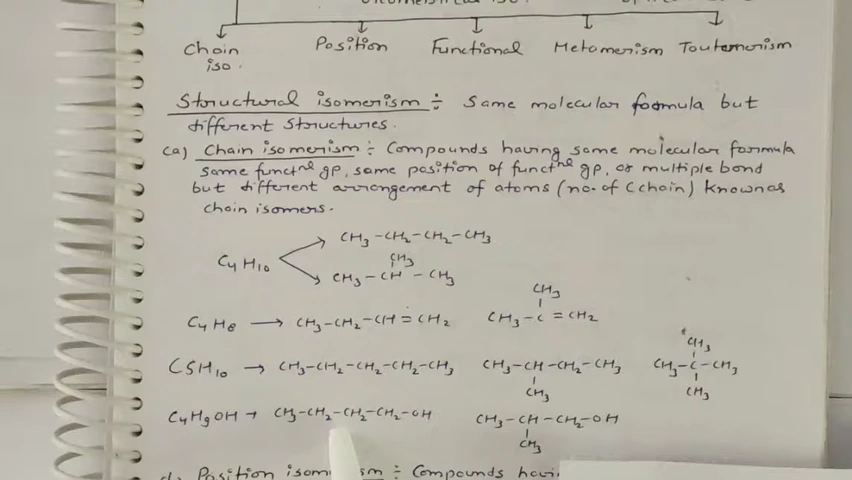 Chain Position Functional Metamerism Toutemerism
iso.
Structural isomerism ÷ Same molecular formula but
different structures.
(a) Chain isomerism ÷ Compounds having same molecular formula
same functnl gp, same position of functnl gp, or multiple bond
but different arrangement of atoms (no. of C chain) known as
chain isomers.
CH3-CH2-CH2-CH3
CH3
C4H10
CH3-CH-CH3
CH3
C4H8 → CH3-CH2-CH=CH2 CH3-C=CH2
CH3
C5H10 → CH3-CH2-CH2-CH2-CH3 CH3-CH-CH2-CH3 CH3-C-CH3
CH3 CH3
C4H9OH → CH3-CH2-CH2-CH2-OH CH3-CH-CH2-OH
CH3
Position isom sm ÷ Compounds havi